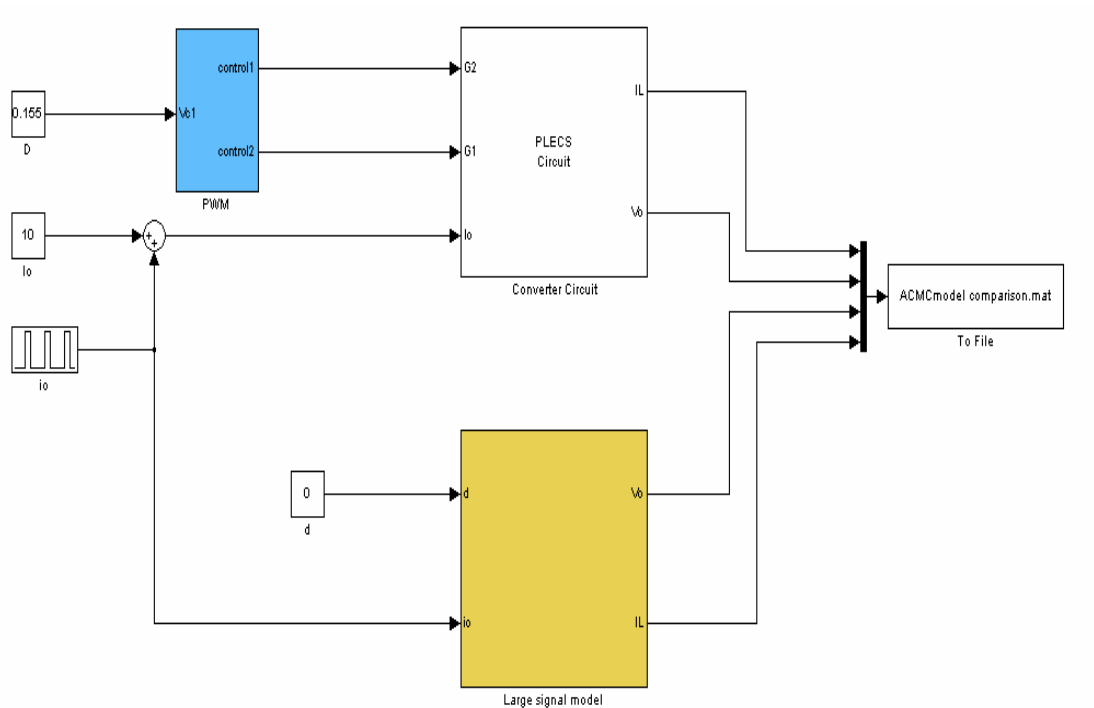 0.155
D
Vc1
control1
control2
PWM
10
Io
+
+
io
G2
G1
Io
PLECS
Circuit
IL
Vo
Converter Circuit
ACMCmodel comparison.mat
To File
0
d
d
io
Vo
IL
Large signal model